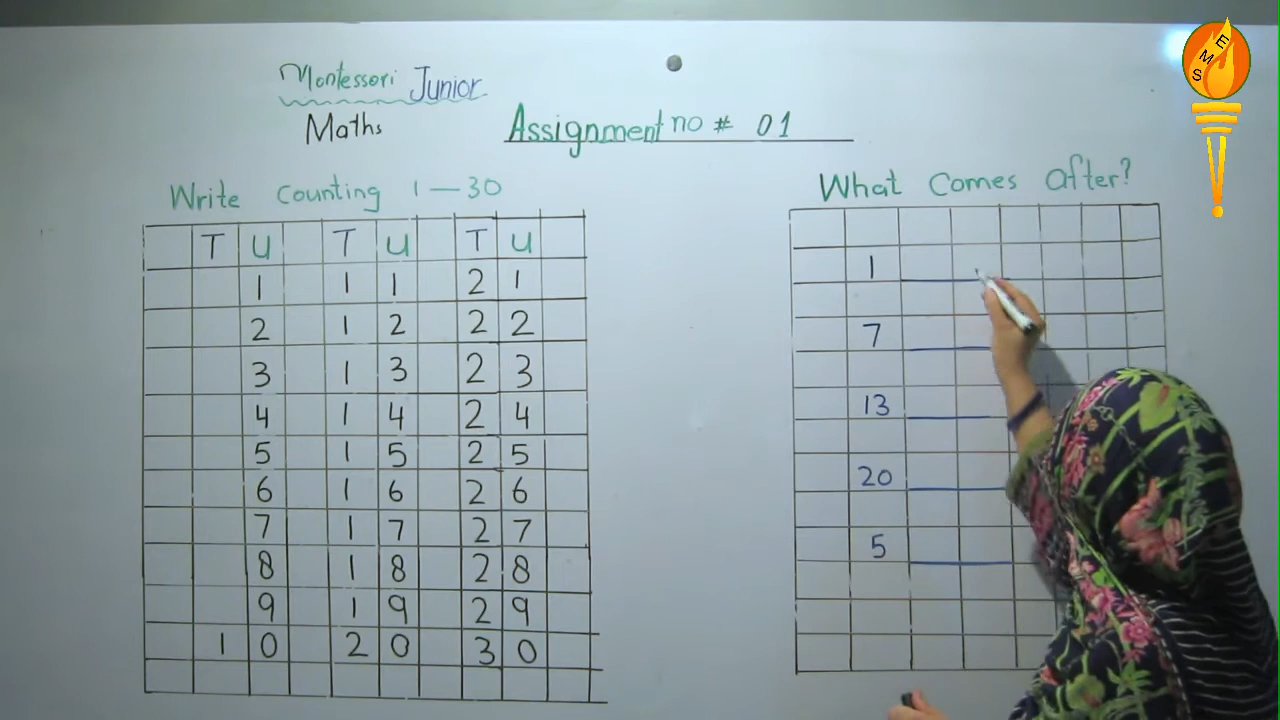 Montessori Junior
Maths
Assignment no # 01
Write Counting 1 — 30
T U T U T U
1 1 1 2 1
2 1 2 2 2
3 1 3 2 3
4 1 4 2 4
5 1 5 2 5
6 1 6 2 6
7 1 7 2 7
8 1 8 2 8
9 1 9 2 9
1 0 2 0 3 0
What Comes After?
1
7
13
20
5
EMS